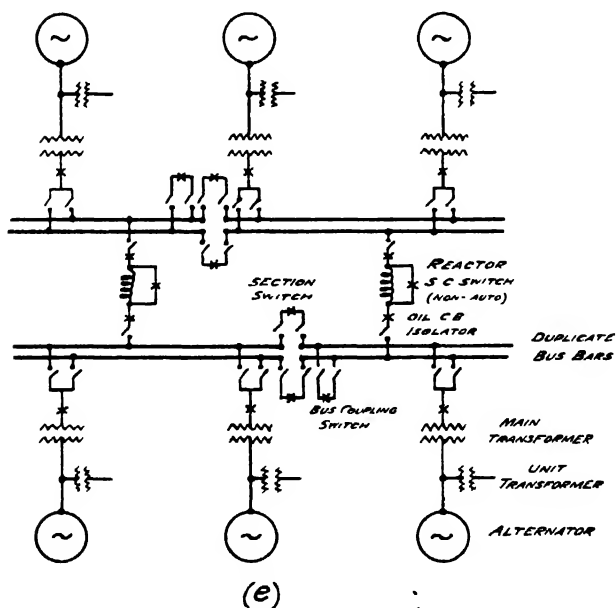 REACTOR
S C SWITCH
(NON-AUTO)
SECTION
SWITCH
OIL C B
ISOLATOR
DUPLICATE
BUS BARS
BUS COUPLING
SWITCH
MAIN
TRANSFORMER
UNIT
TRANSFORMER
ALTERNATOR
(e)